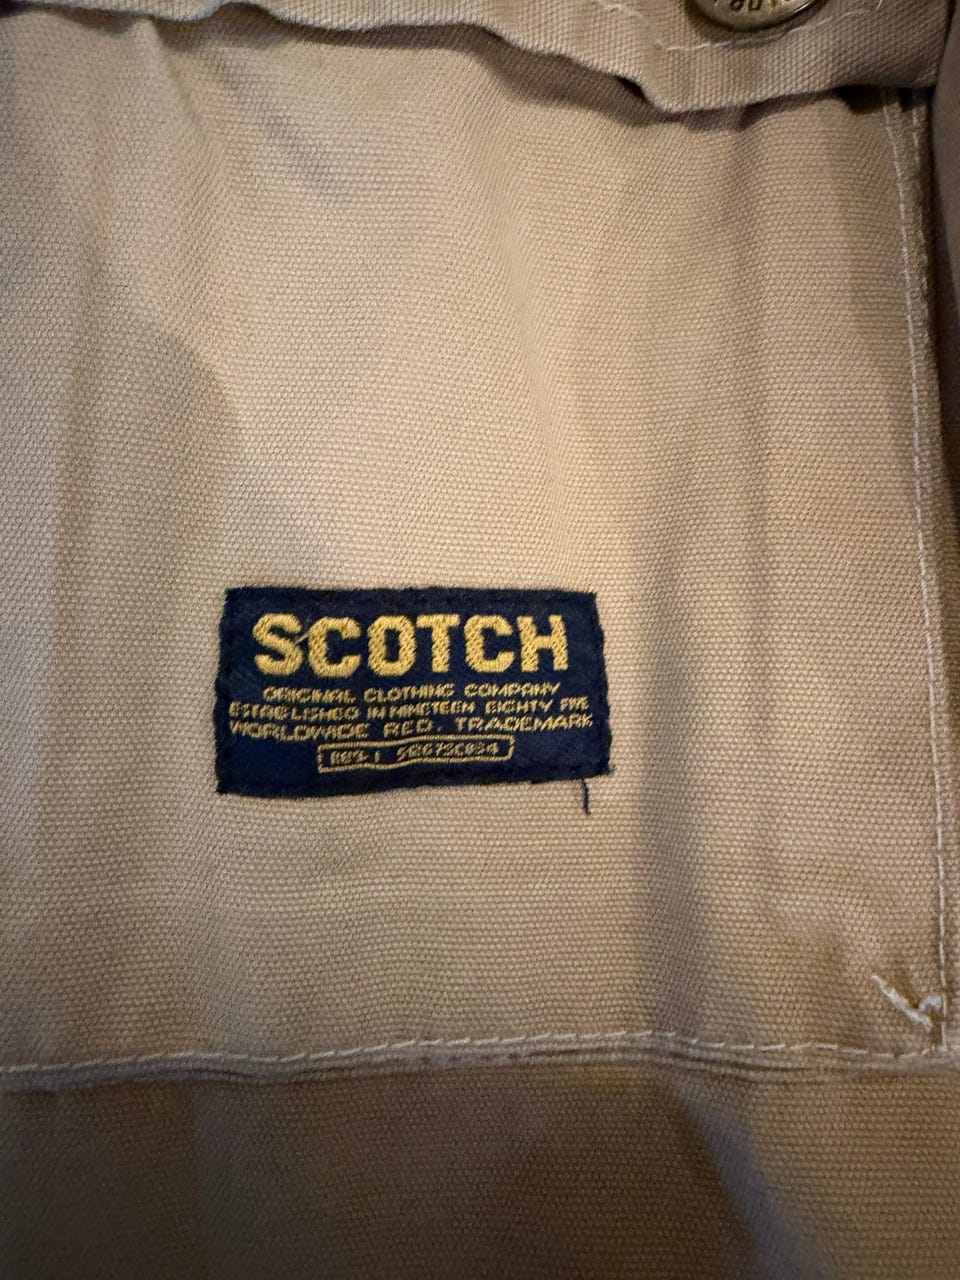 SCOTCH
ORIGINAL CLOTHING COMPANY
ESTABLISHED IN NINETEEN EIGHTY FIVE
WORLDWIDE REG. TRADEMARK